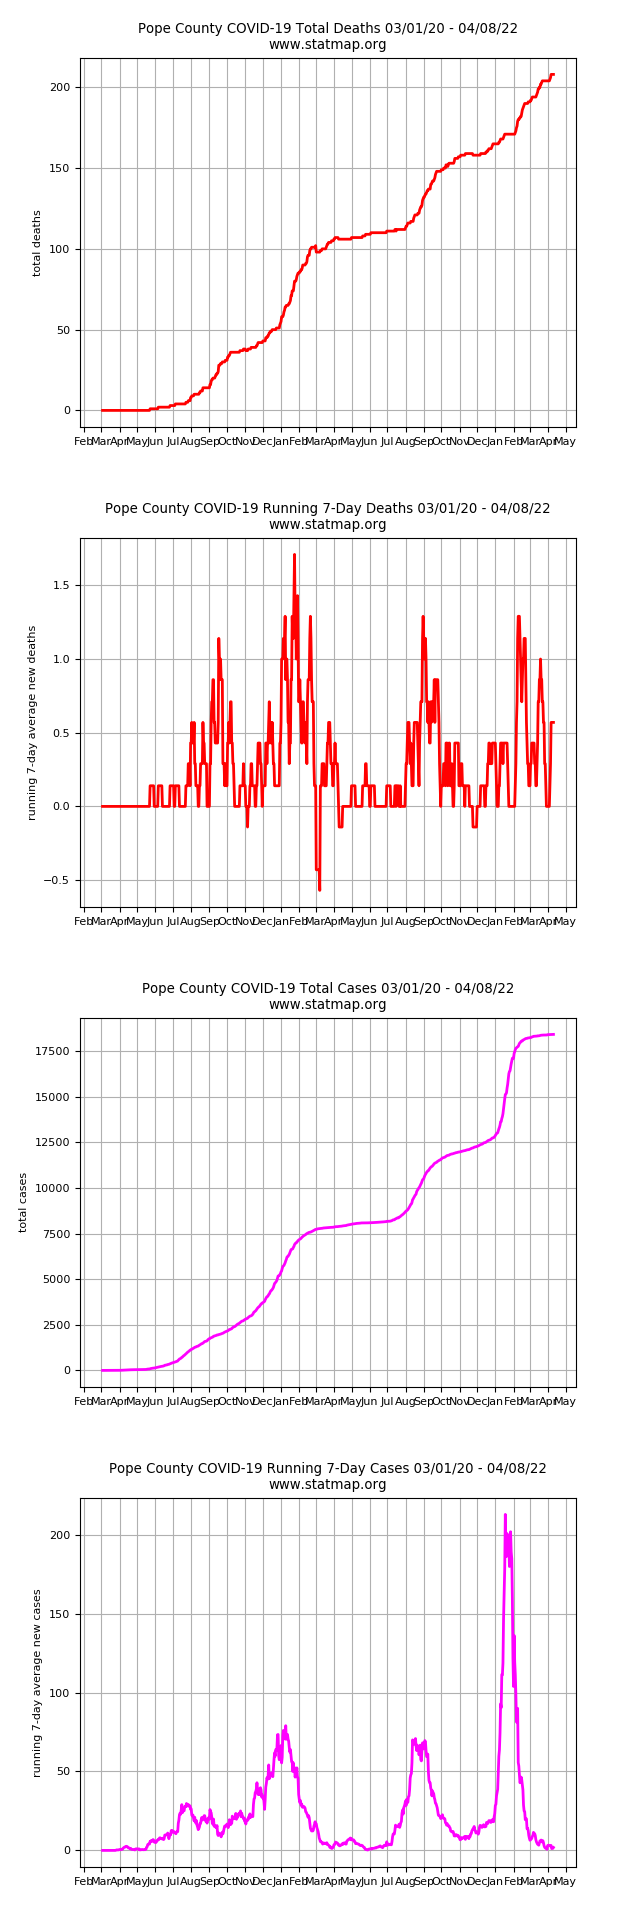 Pope County COVID-19 Total Deaths 03/01/20 - 04/08/22
www.statmap.org
200
150
100
50
0
total deaths
Feb Mar Apr May Jun Jul Aug Sep Oct Nov Dec Jan Feb Mar Apr May Jun Jul Aug Sep Oct Nov Dec Jan Feb Mar Apr May
Pope County COVID-19 Running 7-Day Deaths 03/01/20 - 04/08/22
www.statmap.org
1.5
1.0
0.5
0.0
−0.5
running 7-day average new deaths
Feb Mar Apr May Jun Jul Aug Sep Oct Nov Dec Jan Feb Mar Apr May Jun Jul Aug Sep Oct Nov Dec Jan Feb Mar Apr May
Pope County COVID-19 Total Cases 03/01/20 - 04/08/22
www.statmap.org
17500
15000
12500
10000
7500
5000
2500
0
total cases
Feb Mar Apr May Jun Jul Aug Sep Oct Nov Dec Jan Feb Mar Apr May Jun Jul Aug Sep Oct Nov Dec Jan Feb Mar Apr May
Pope County COVID-19 Running 7-Day Cases 03/01/20 - 04/08/22
www.statmap.org
200
150
100
50
0
running 7-day average new cases
Feb Mar Apr May Jun Jul Aug Sep Oct Nov Dec Jan Feb Mar Apr May Jun Jul Aug Sep Oct Nov Dec Jan Feb Mar Apr May